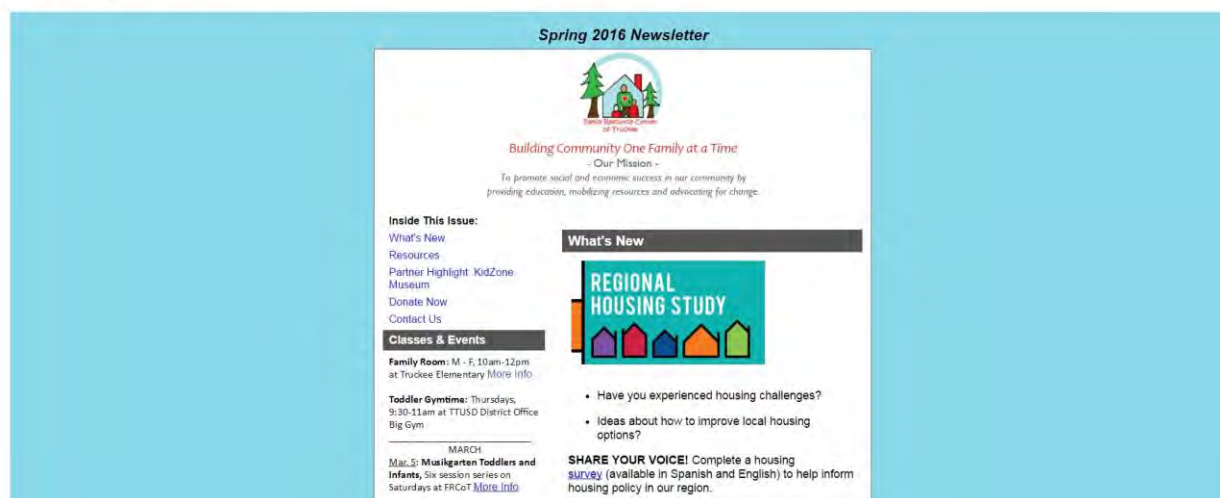 Spring 2016 Newsletter
Family Resource Center
of Truckee
Building Community One Family at a Time
- Our Mission -
To promote social and economic success in our community by
providing education, mobilizing resources and advocating for change.
Inside This Issue:
What's New
Resources
Partner Highlight KidZone
Museum
Donate Now
Contact Us
Classes & Events
Family Room: M - F, 10am-12pm
at Truckee Elementary More Info
Toddler Gymtime: Thursdays,
9:30-11am at TTUSD District Office
Big Gym
MARCH
Mar. 5: Musikgarten Toddlers and
Infants, Six session series on
Saturdays at FRCoT More Info
What's New
REGIONAL
HOUSING STUDY
• Have you experienced housing challenges?
• Ideas about how to improve local housing
options?
SHARE YOUR VOICE! Complete a housing
survey (available in Spanish and English) to help inform
housing policy in our region.